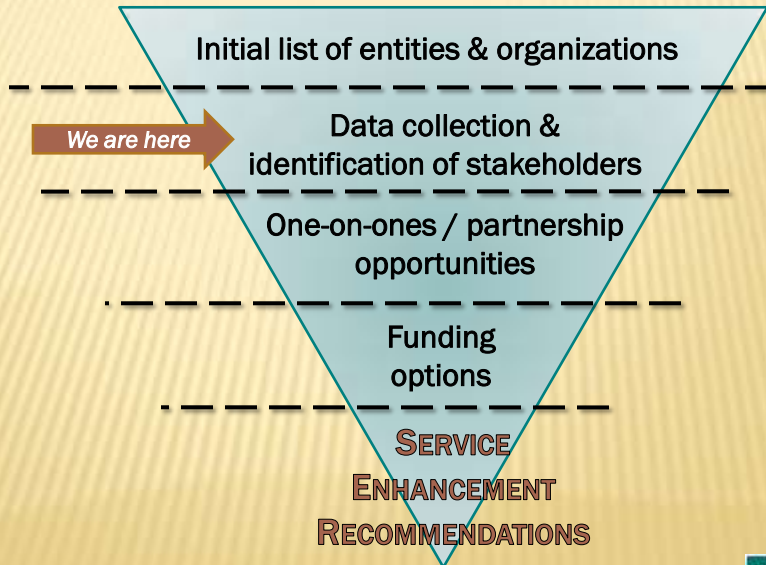 Initial list of entities & organizations
We are here
Data collection &
identification of stakeholders
One-on-ones / partnership
opportunities
Funding
options
SERVICE
ENHANCEMENT
RECOMMENDATIONS